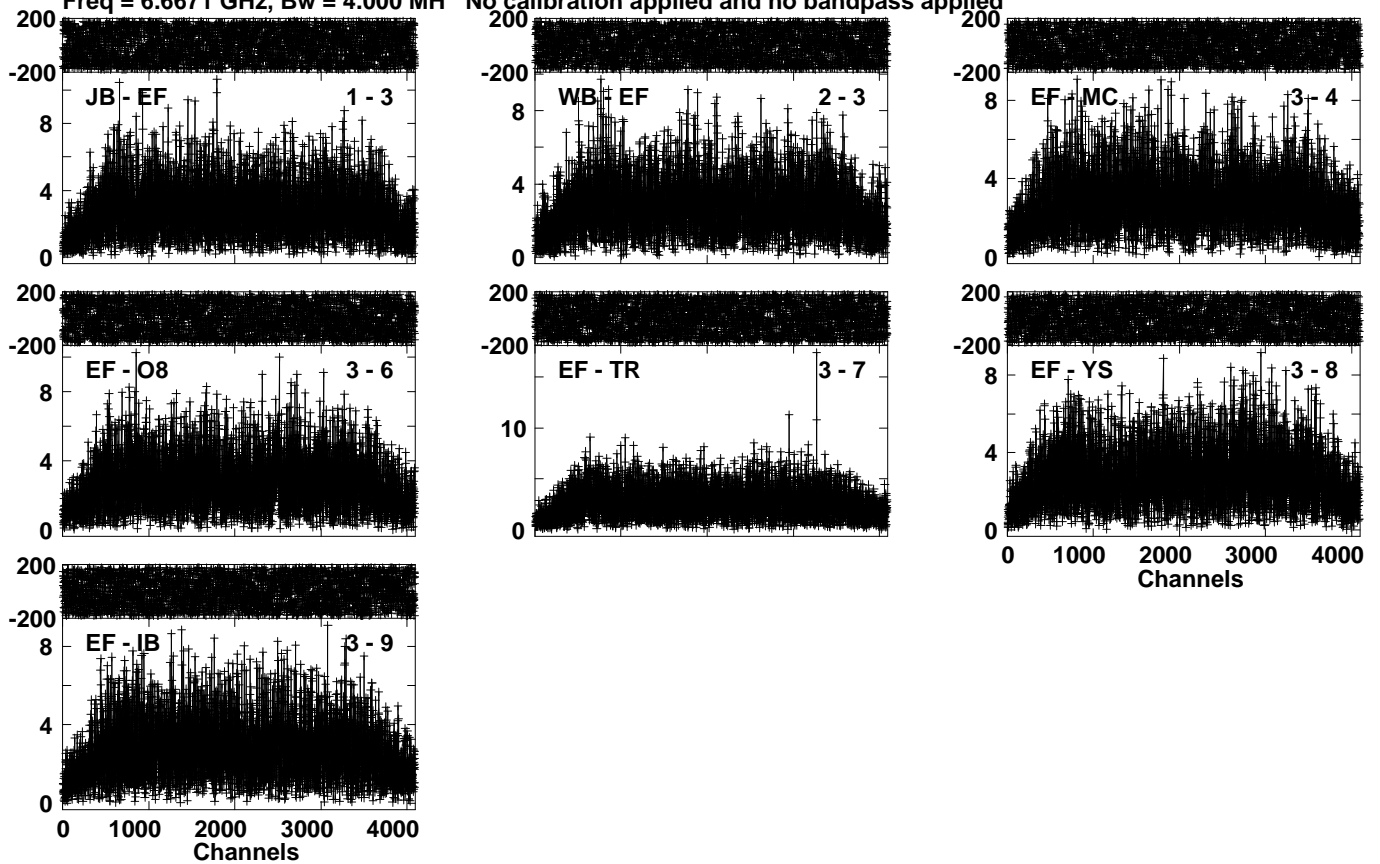 Freq = 6.6671 GHz, Bw = 4.000 MH No calibration applied and no bandpass applied
200 200 200
-200 -200 -200
JB - EF 1 - 3 WB - EF 2 - 3 EF - MC 3 - 4
8 8 8
4 4 4
0 0 0
200 200 200
-200 -200 -200
EF - O8 3 - 6 EF - TR 3 - 7 EF - YS 3 - 8
8 10 8
4 4
0 0 0
0 1000 2000 3000 4000
Channels
200
-200
EF - IB 3 - 9
8
4
0
0 1000 2000 3000 4000
Channels